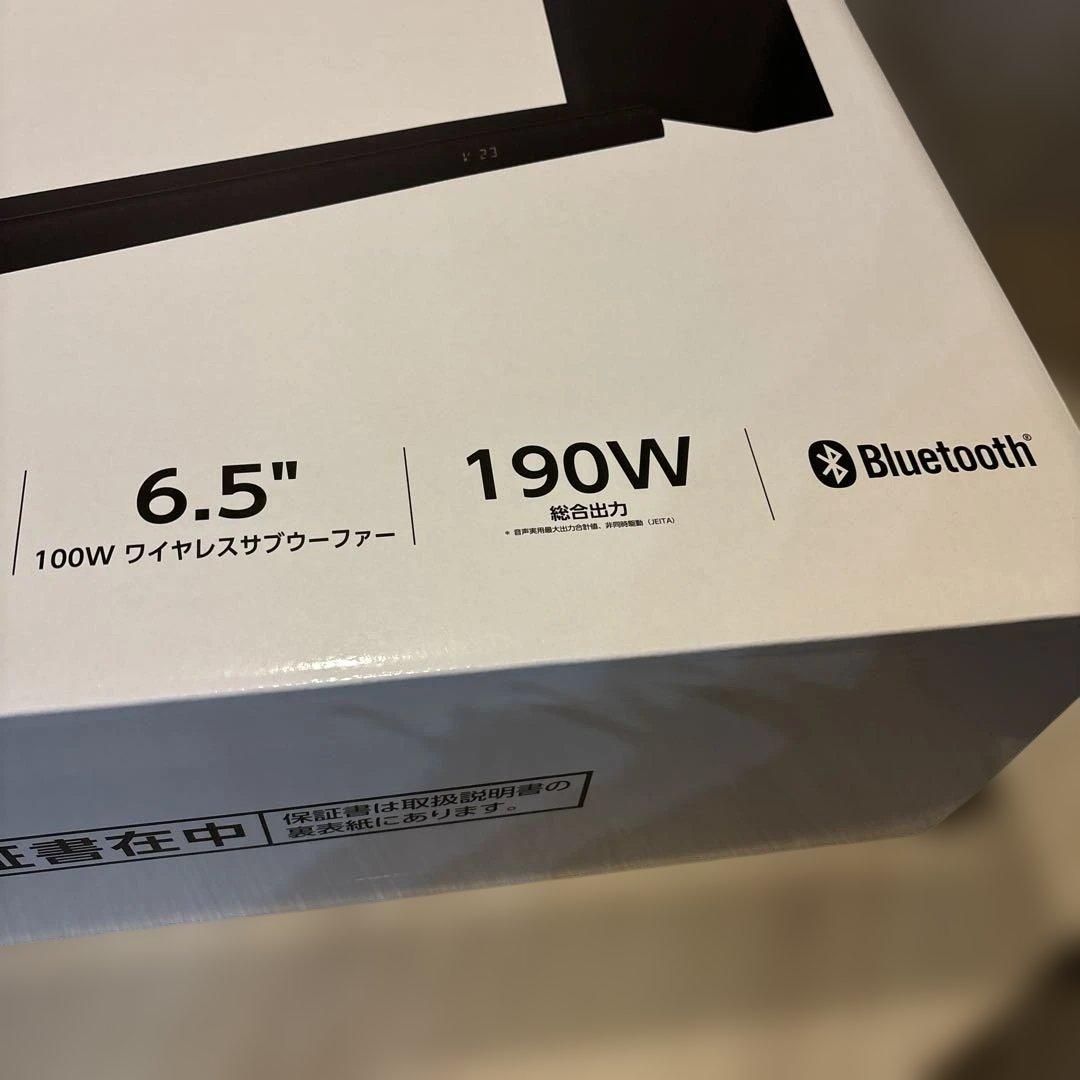 6.5"
100W ワイヤレスサブウーファー
190W
総合出力
* 音声実用最大出力合計値、非同時駆動（JEITA）
Bluetooth®
証書在中
保証書は取扱説明書の
裏表紙にあります。